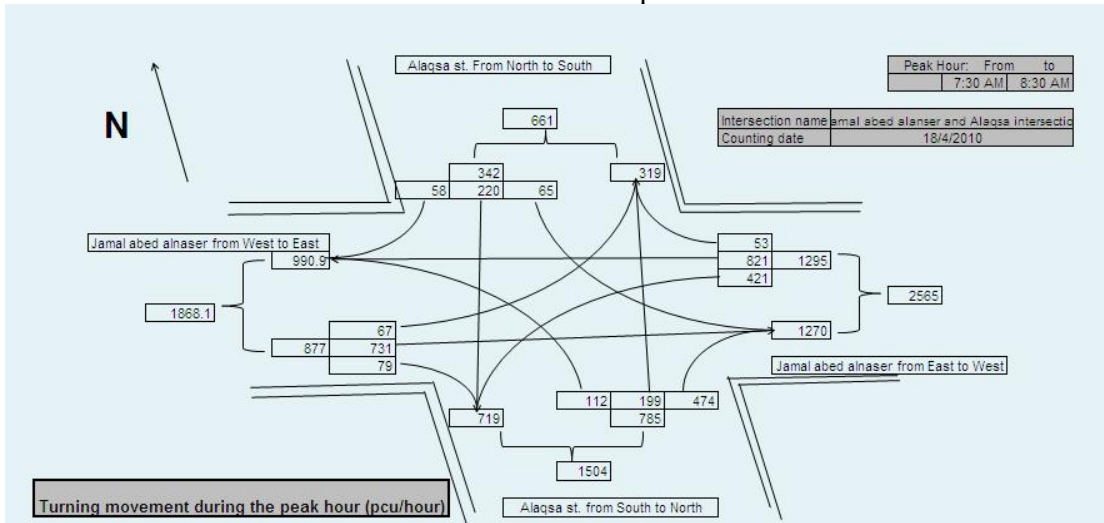 Alaqsa st. From North to South
Peak Hour: From to
7:30 AM 8:30 AM
N
661
Intersection name amal abed alanser and Alaqsa intersectio
Counting date 18/4/2010
342
319
58 220 65
Jamal abed alnaser from West to East
53
990.9
821 1295
421
2565
1868.1
67
1270
877 731
79
Jamal abed alnaser from East to West
112 199 474
719
785
1504
Turning movement during the peak hour (pcu/hour)
Alaqsa st. from South to North